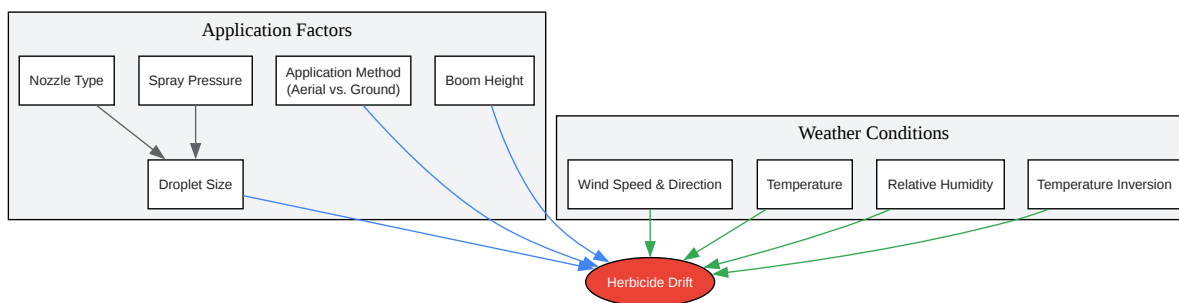 Application Factors
Nozzle Type
Spray Pressure
Application Method
(Aerial vs. Ground)
Boom Height
Droplet Size
Weather Conditions
Wind Speed & Direction
Temperature
Relative Humidity
Temperature Inversion
Herbicide Drift